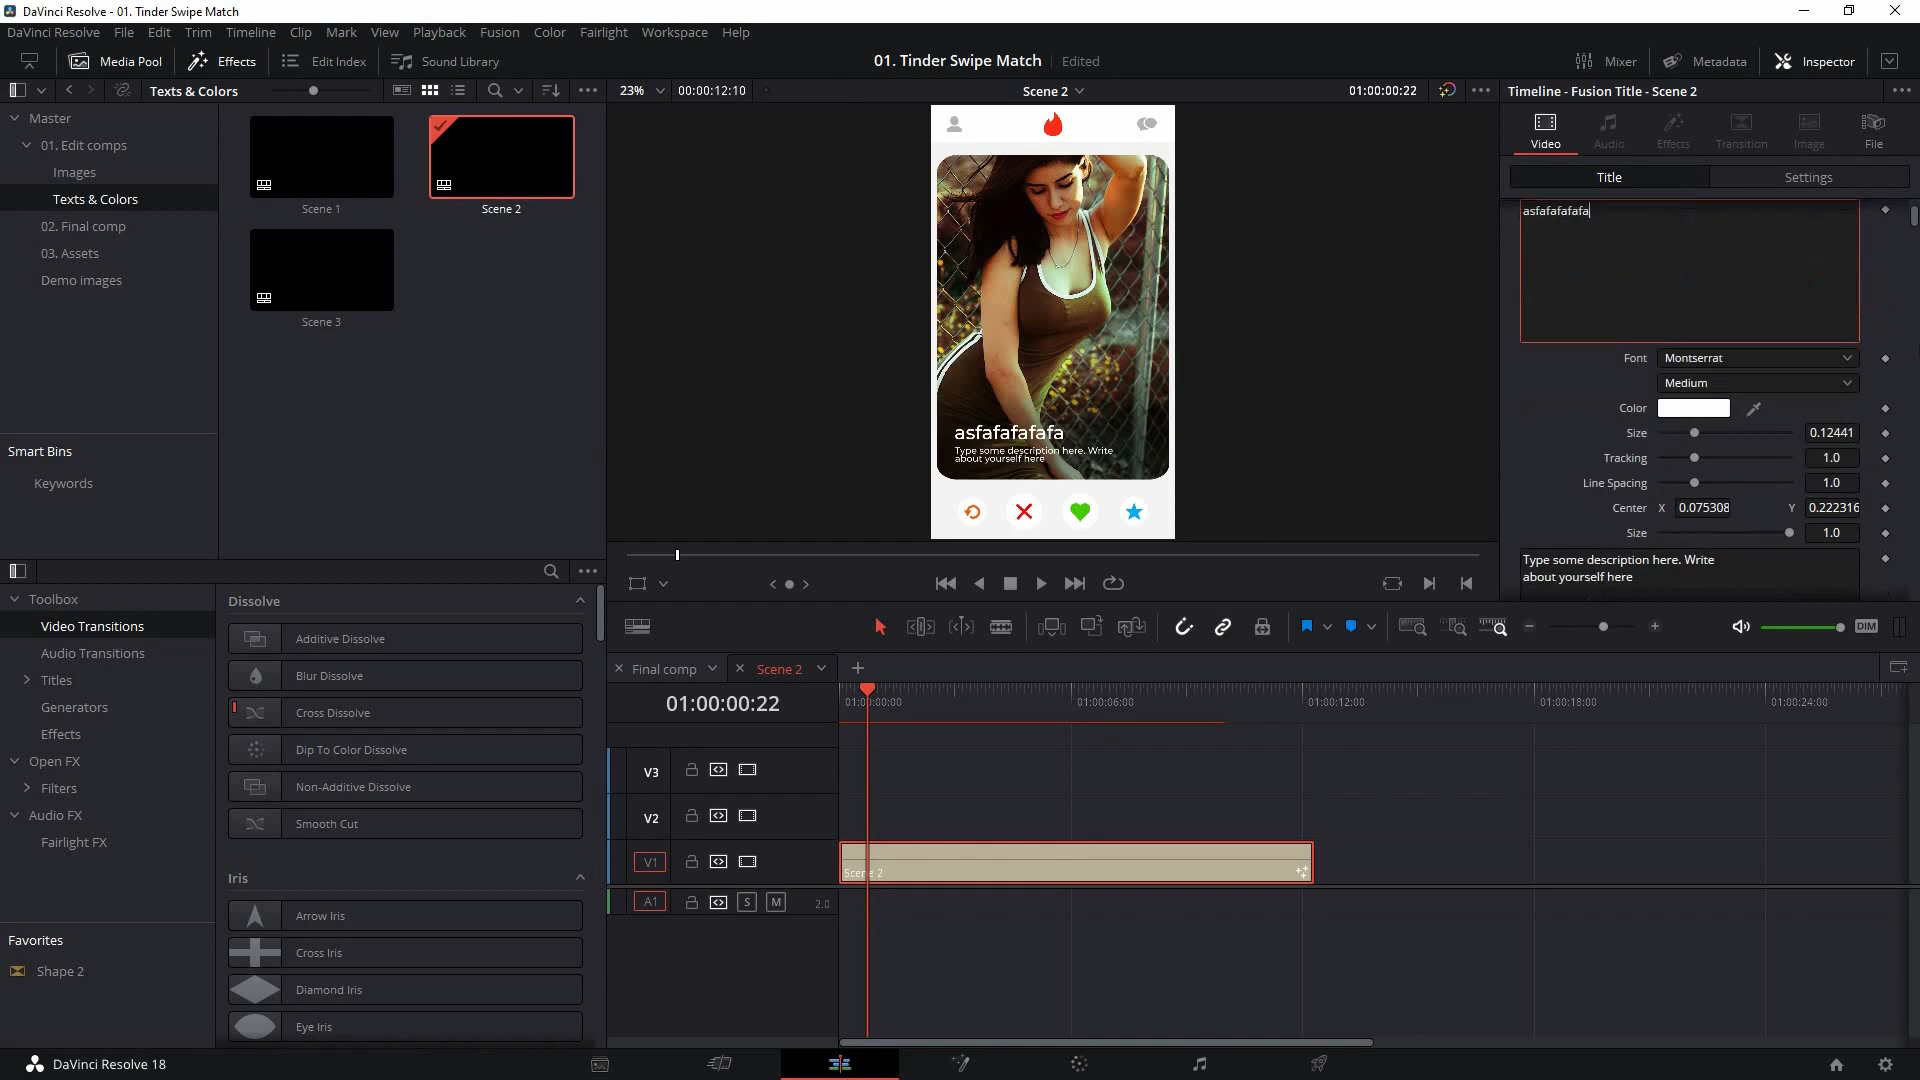 DaVinci Resolve - 01. Tinder Swipe Match
DaVinci Resolve File Edit Trim Timeline Clip Mark View Playback Fusion Color Fairlight Workspace Help
Media Pool Effects Edit Index Sound Library 01. Tinder Swipe Match Edited Mixer Metadata Inspector
Texts & Colors 23% 00:00:12:10 Scene 2 01:00:00:22 Timeline - Fusion Title - Scene 2
Master
01. Edit comps
Images
Texts & Colors
02. Final comp
03. Assets
Demo images
Scene 1
Scene 2
Scene 3
Smart Bins
Keywords
asfafafafafa
Type some description here. Write
about yourself here
Video Audio Effects Transition Image File
Title Settings
asfafafafafa
Font Montserrat
Medium
Color
Size 0.12441
Tracking 1.0
Line Spacing 1.0
Center X 0.075308 Y 0.222316
Size 1.0
Type some description here. Write
about yourself here
Toolbox
Video Transitions
Audio Transitions
Titles
Generators
Effects
Open FX
Filters
Audio FX
Fairlight FX
Favorites
Shape 2
Dissolve
Additive Dissolve
Blur Dissolve
Cross Dissolve
Dip To Color Dissolve
Non-Additive Dissolve
Smooth Cut
Iris
Arrow Iris
Cross Iris
Diamond Iris
Eye Iris
DIM
Final comp Scene 2
01:00:00:22 01:00:00:00 01:00:06:00 01:00:12:00 01:00:18:00 01:00:24:00
V3
V2
V1
Scene 2
A1 S M 2.0
DaVinci Resolve 18